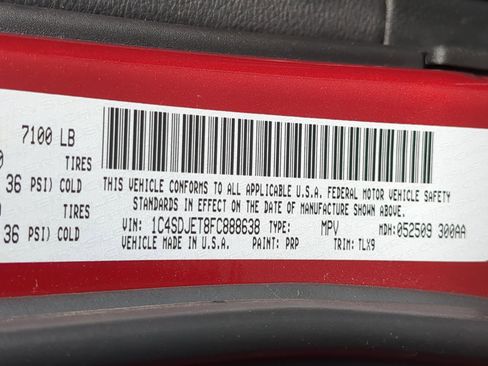 7100 LB
0 TIRES
36 PSI) COLD
0 TIRES
36 PSI) COLD
THIS VEHICLE CONFORMS TO ALL APPLICABLE U.S.A. FEDERAL MOTOR VEHICLE SAFETY
STANDARDS IN EFFECT ON THE DATE OF MANUFACTURE SHOWN ABOVE.
VIN: 1C4SDJET8FC888638 TYPE: MPV MDH: 052509 300AA
VEHICLE MADE IN U.S.A. PAINT: PRP TRIM: TLX9